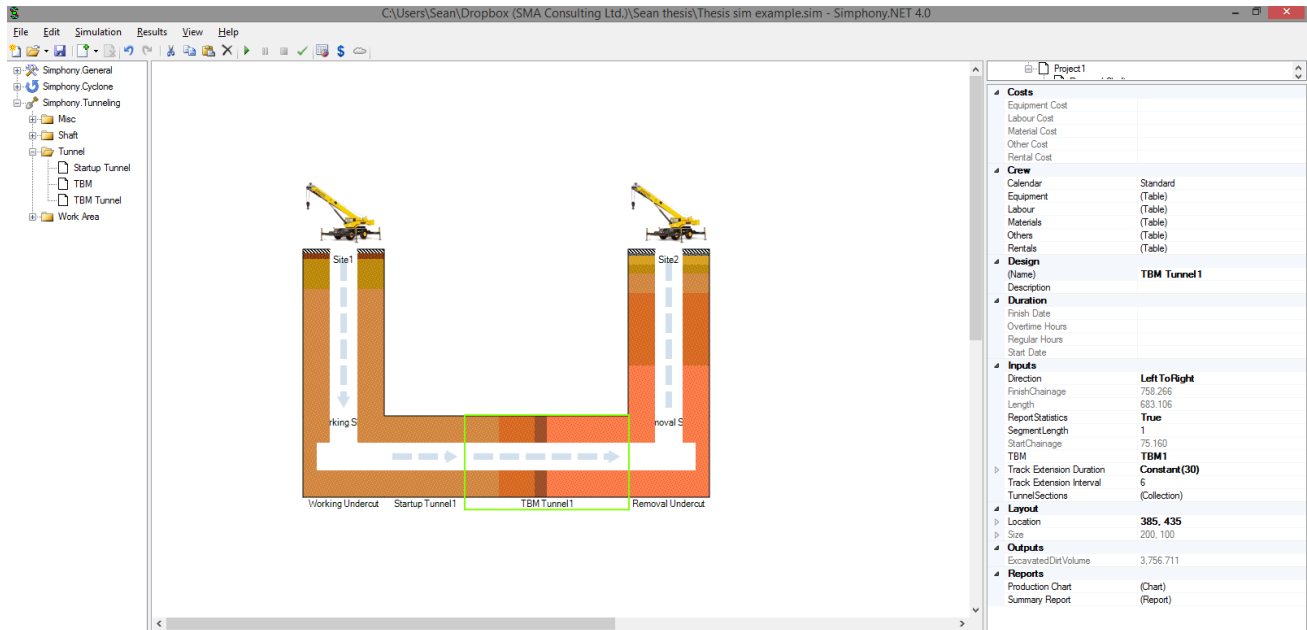 C:\Users\Sean\Dropbox (SMA Consulting Ltd.)\Sean thesis\Thesis sim example.sim - Simphony.NET 4.0
File Edit Simulation Results View Help
Simphony.General
Simphony.Cyclone
Simphony.Tunneling
Misc
Shaft
Tunnel
Startup Tunnel
TBM
TBM Tunnel
Work Area
Site1
Site2
rking S
noval S
Working Undercut
Startup Tunnel1
TBM Tunnel1
Removal Undercut
Project1
Costs
Equipment Cost
Labour Cost
Material Cost
Other Cost
Rental Cost
Crew
Calendar Standard
Equipment (Table)
Labour (Table)
Materials (Table)
Others (Table)
Rentals (Table)
Design
(Name) TBM Tunnel1
Description
Duration
Finish Date
Overtime Hours
Regular Hours
Start Date
Inputs
Direction LeftToRight
FinishChainage 758.266
Length 683.106
ReportStatistics True
SegmentLength 1
StartChainage 75.160
TBM TBM1
Track Extension Duration Constant(30)
Track Extension Interval 6
TunnelSections (Collection)
Layout
Location 385, 435
Size 200, 100
Outputs
ExcavatedDirtVolume 3,756.711
Reports
Production Chart (Chart)
Summary Report (Report)